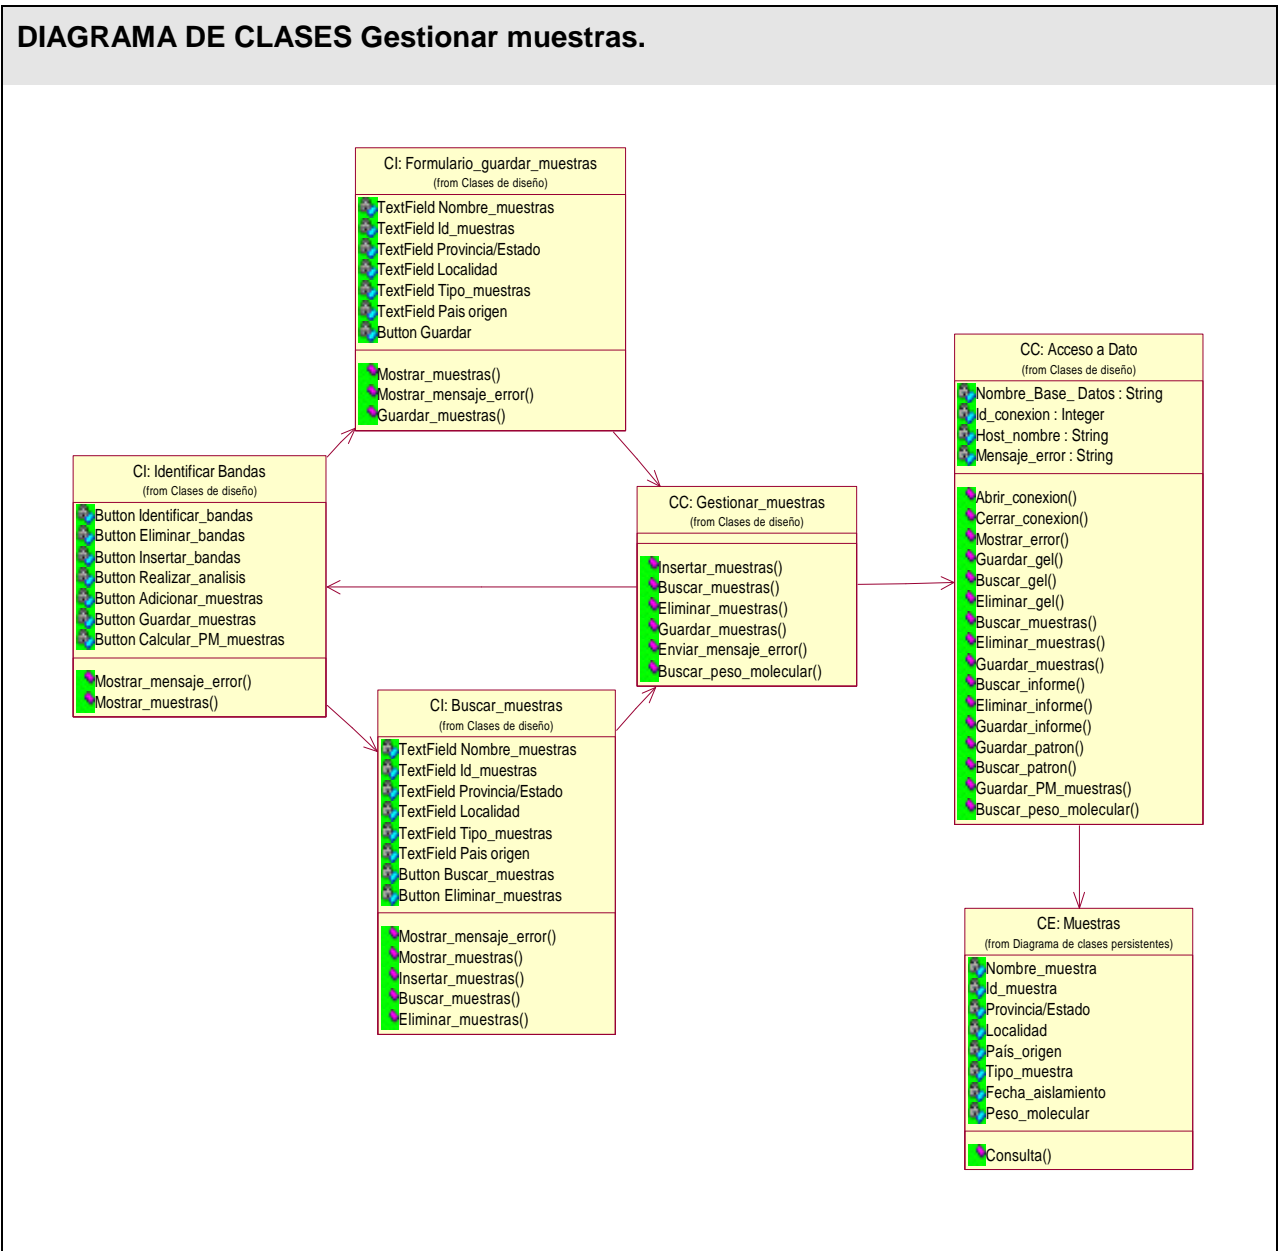 DIAGRAMA DE CLASES Gestionar muestras.
CI: Formulario_guardar_muestras
(from Clases de diseño)
TextField Nombre_muestras
TextField Id_muestras
TextField Provincia/Estado
TextField Localidad
TextField Tipo_muestras
TextField Pais origen
Button Guardar
Mostrar_muestras()
Mostrar_mensaje_error()
Guardar_muestras()
CI: Identificar Bandas
(from Clases de diseño)
Button Identificar_bandas
Button Eliminar_bandas
Button Insertar_bandas
Button Realizar_analisis
Button Adicionar_muestras
Button Guardar_muestras
Button Calcular_PM_muestras
Mostrar_mensaje_error()
Mostrar_muestras()
CI: Buscar_muestras
(from Clases de diseño)
TextField Nombre_muestras
TextField Id_muestras
TextField Provincia/Estado
TextField Localidad
TextField Tipo_muestras
TextField Pais origen
Button Buscar_muestras
Button Eliminar_muestras
Mostrar_mensaje_error()
Mostrar_muestras()
Insertar_muestras()
Buscar_muestras()
Eliminar_muestras()
CC: Gestionar_muestras
(from Clases de diseño)
Insertar_muestras()
Buscar_muestras()
Eliminar_muestras()
Guardar_muestras()
Enviar_mensaje_error()
Buscar_peso_molecular()
CC: Acceso a Dato
(from Clases de diseño)
Nombre_Base_ Datos : String
Id_conexion : Integer
Host_nombre : String
Mensaje_error : String
Abrir_conexion()
Cerrar_conexion()
Mostrar_error()
Guardar_gel()
Buscar_gel()
Eliminar_gel()
Buscar_muestras()
Eliminar_muestras()
Guardar_muestras()
Buscar_informe()
Eliminar_informe()
Guardar_informe()
Guardar_patron()
Buscar_patron()
Guardar_PM_muestras()
Buscar_peso_molecular()
CE: Muestras
(from Diagrama de clases persistentes)
Nombre_muestra
Id_muestra
Provincia/Estado
Localidad
País_origen
Tipo_muestra
Fecha_aislamiento
Peso_molecular
Consulta()